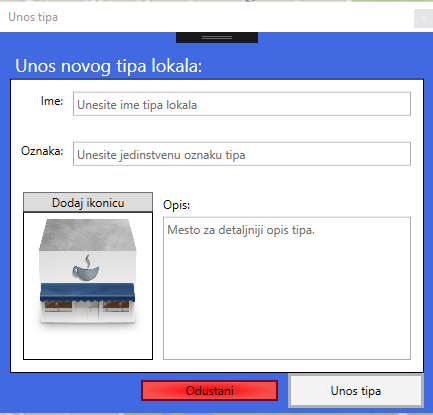 Unos tipa
Unos novog tipa lokala:
Ime:
Unesite ime tipa lokala
Oznaka:
Unesite jedinstvenu oznaku tipa
Dodaj ikonicu
Opis:
Mesto za detaljniji opis tipa.
Odustani
Unos tipa